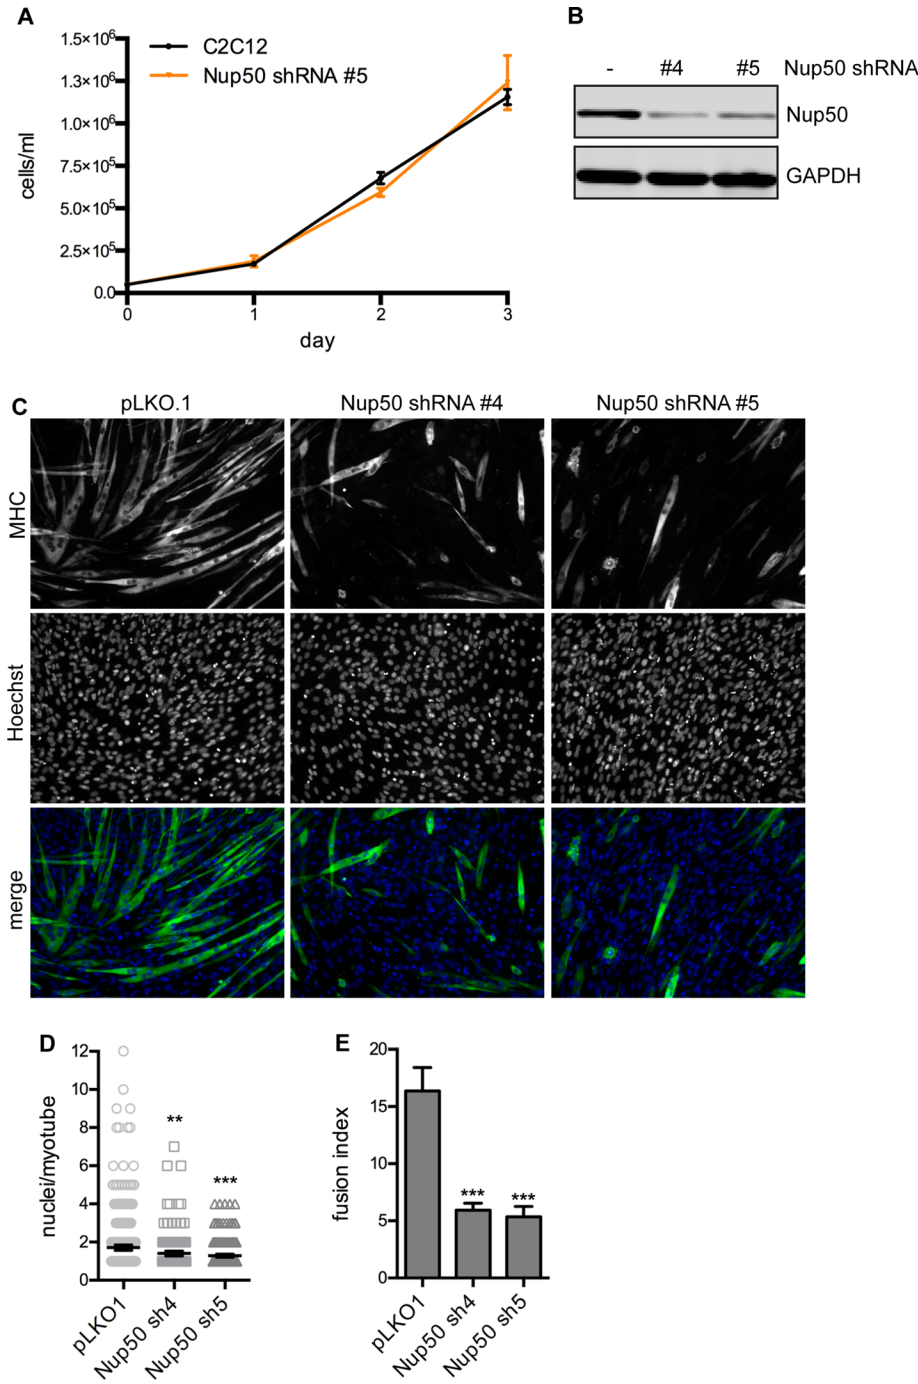 A
1.5×10⁶
1.3×10⁶
1.0×10⁶
7.5×10⁵
5.0×10⁵
2.5×10⁵
0.0
cells/ml
C2C12
Nup50 shRNA #5
0 1 2 3
day
B
- #4 #5 Nup50 shRNA
Nup50
GAPDH
C
pLKO.1 Nup50 shRNA #4 Nup50 shRNA #5
MHC
Hoechst
merge
D
12
10
8
6
4
2
0
nuclei/myotube
**
***
pLKO1 Nup50 sh4 Nup50 sh5
E
20
15
10
5
0
fusion index
*** ***
pLKO1 Nup50 sh4 Nup50 sh5